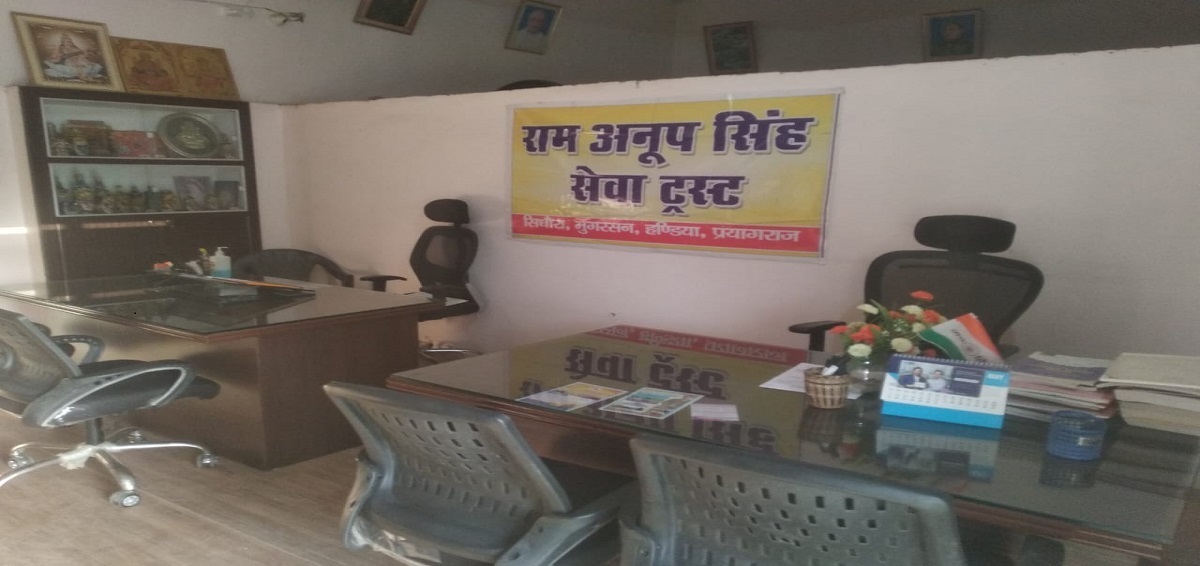 राम अनूप सिंह
सेवा ट्रस्ट
सिधौरा, मुंगरसन, हण्डिया, प्रयागराज